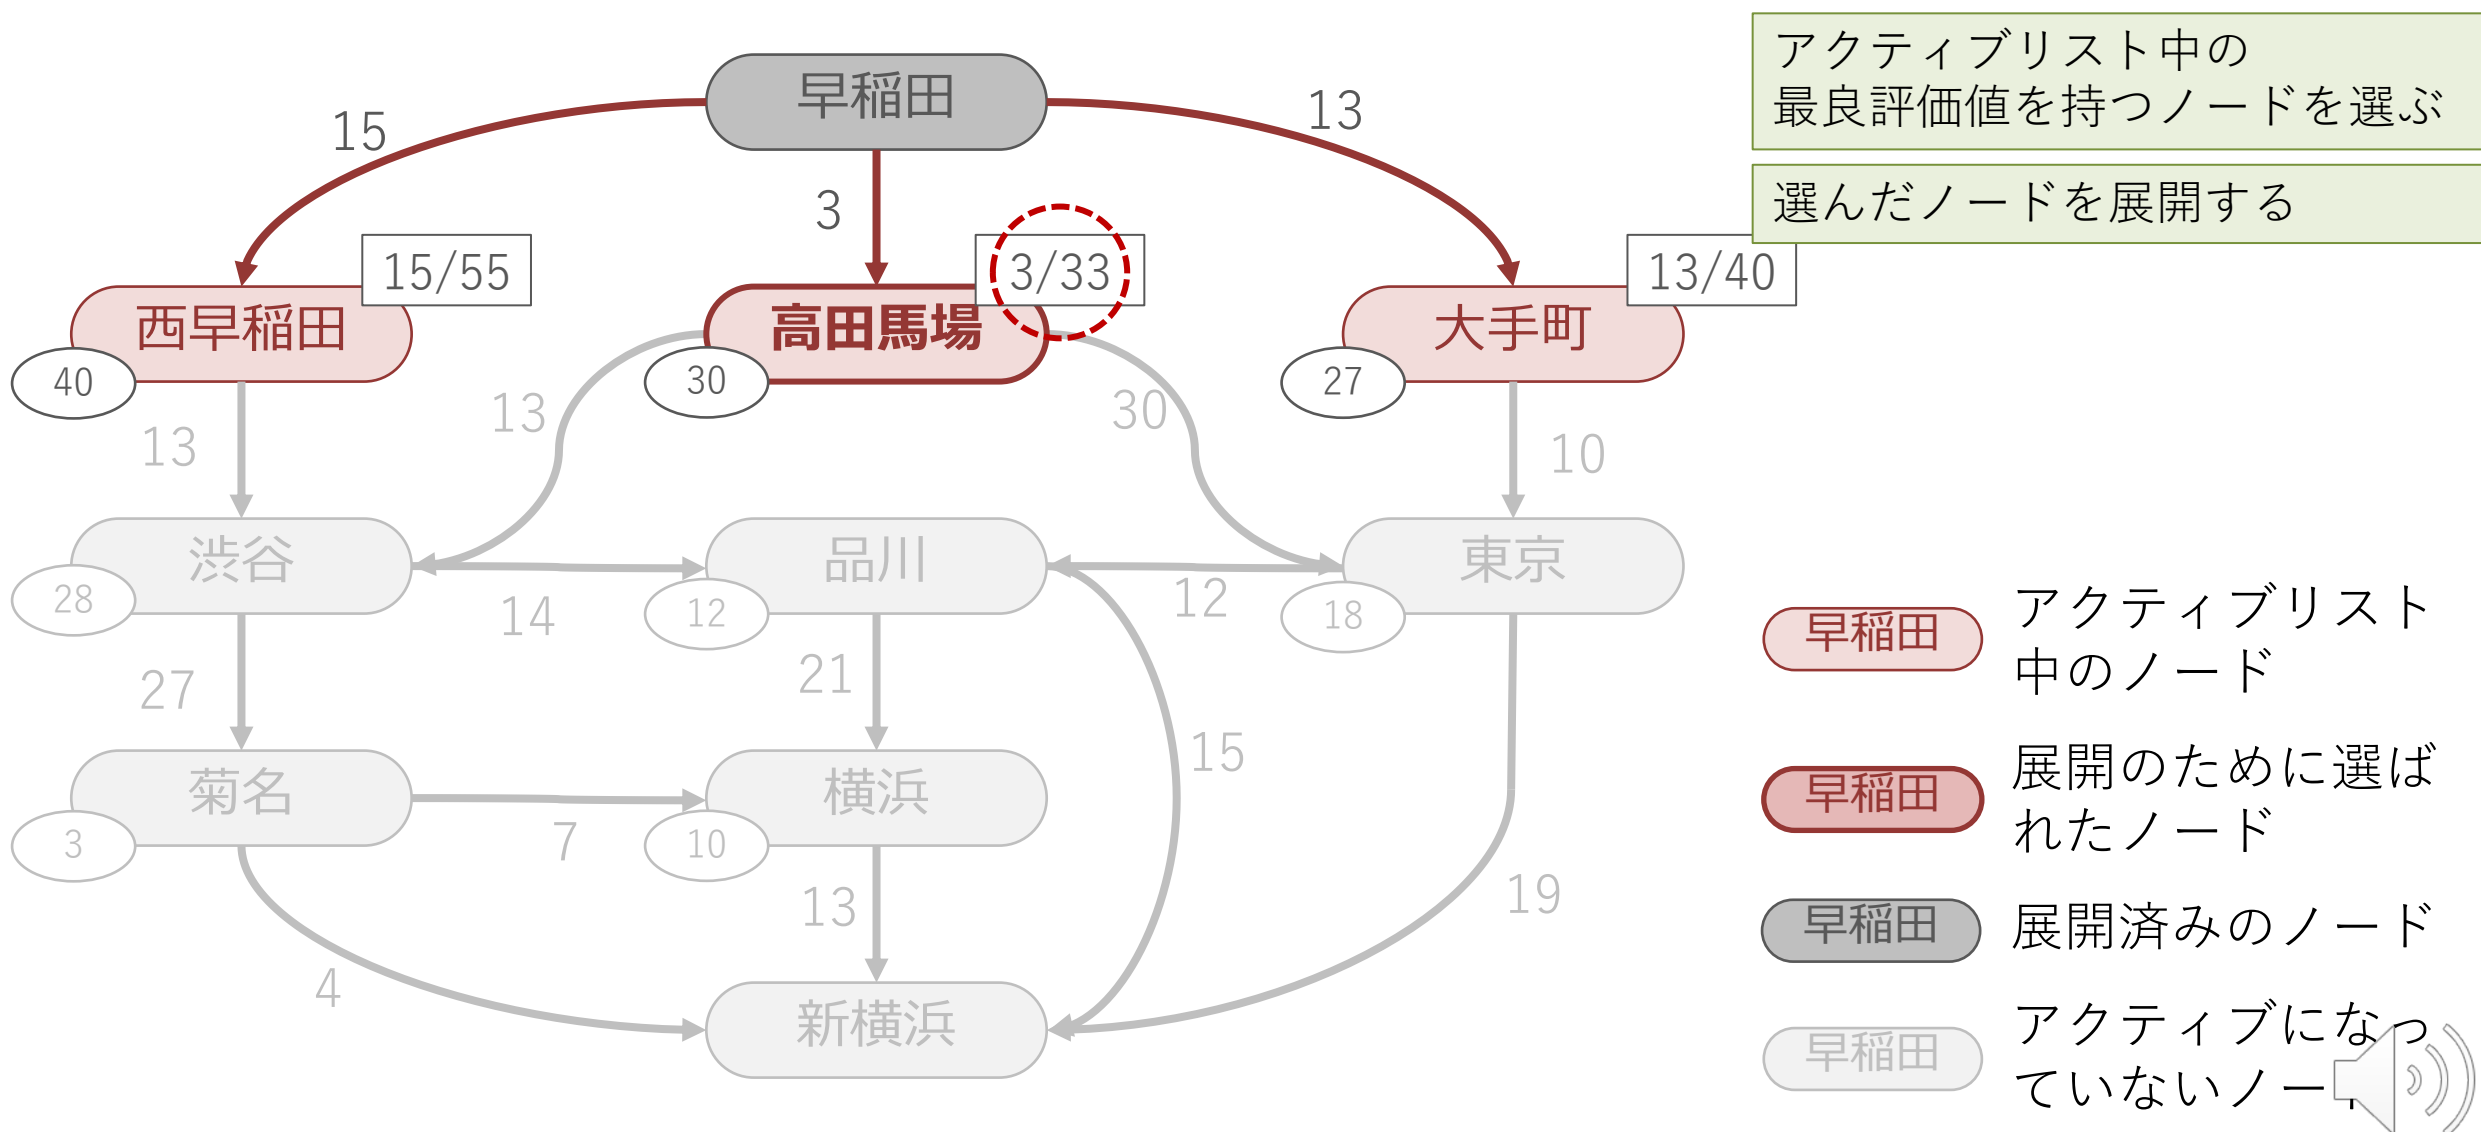 アクティブリスト中の
最良評価値を持つノードを選ぶ
選んだノードを展開する
早稲田
15
3
13
15/55
3/33
13/40
西早稲田
高田馬場
大手町
40
30
27
13
13
30
10
渋谷
品川
東京
28
12
18
14
12
27
21
15
菊名
横浜
3
10
7
13
19
4
新横浜
早稲田
アクティブリスト
中のノード
早稲田
展開のために選ば
れたノード
早稲田
展開済みのノード
早稲田
アクティブになっ
ていないノード